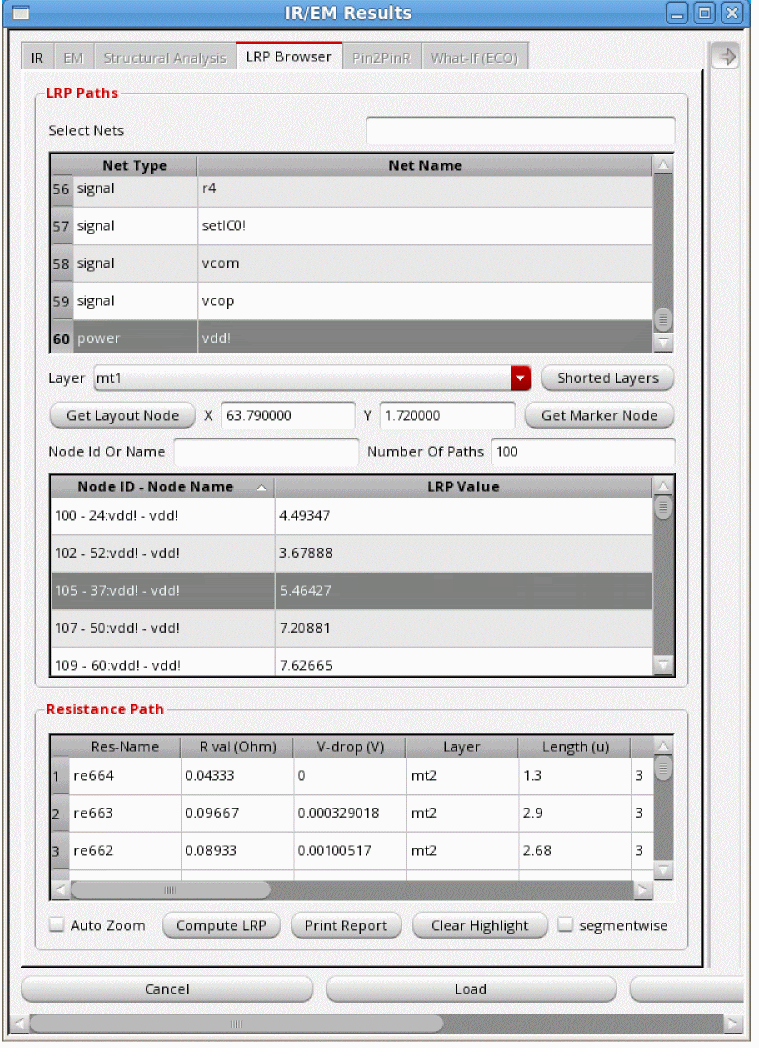 IR/EM Results
IR EM Structural Analysis LRP Browser Pin2PinR What-If (ECO)
LRP Paths
Select Nets
Net Type Net Name
56 signal r4
57 signal setIC0!
58 signal vcom
59 signal vcop
60 power vdd!
Layer mt1 Shorted Layers
Get Layout Node X 63.790000 Y 1.720000 Get Marker Node
Node Id Or Name Number Of Paths 100
Node ID - Node Name LRP Value
100 - 24:vdd! - vdd! 4.49347
102 - 52:vdd! - vdd! 3.67888
105 - 37:vdd! - vdd! 5.46427
107 - 50:vdd! - vdd! 7.20881
109 - 60:vdd! - vdd! 7.62665
Resistance Path
Res-Name R val (Ohm) V-drop (V) Layer Length (u)
1 re664 0.04333 0 mt2 1.3 3
2 re663 0.09667 0.000329018 mt2 2.9 3
3 re662 0.08933 0.00100517 mt2 2.68 3
Auto Zoom Compute LRP Print Report Clear Highlight segmentwise
Cancel Load